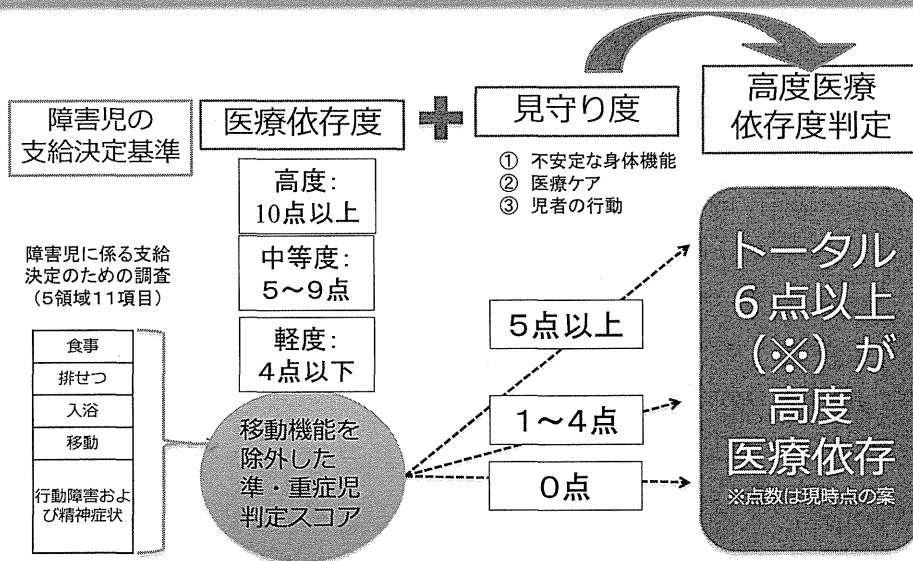 障害児の
支給決定基準
障害児に係る支給
決定のための調査
(5領域11項目)
食事
排せつ
入浴
移動
行動障害およ
び精神症状
医療依存度
高度:
10点以上
中等度:
5～9点
軽度:
4点以下
移動機能を
除外した
準・重症児
判定スコア
見守り度
① 不安定な身体機能
② 医療ケア
③ 児者の行動
5点以上
1～4点
0点
高度医療
依存度判定
トータル
6点以上
(※)が
高度
医療依存
※点数は現時点の案